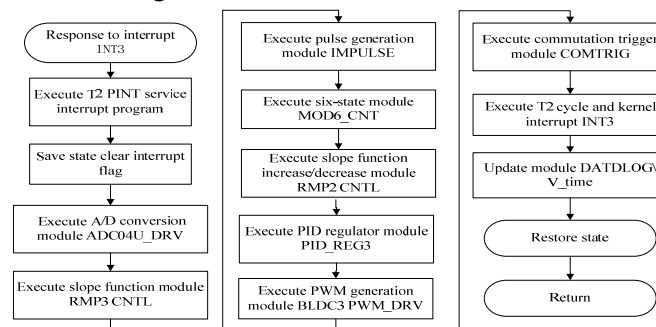 Response to interrupt
INT3
Execute T2 PINT service
interrupt program
Save state clear interrupt
flag
Execute A/D conversion
module ADC04U_DRV
Execute slope function module
RMP3 CNTL
Execute pulse generation
module IMPULSE
Execute six-state module
MOD6_CNT
Execute slope function
increase/decrease module
RMP2 CNTL
Execute PID regulator module
PID_REG3
Execute PWM generation
module BLDC3 PWM_DRV
Execute commutation trigger
module COMTRIG
Execute T2 cycle and kernel
interrupt INT3
Update module DATDLOG\
V_time
Restore state
Return